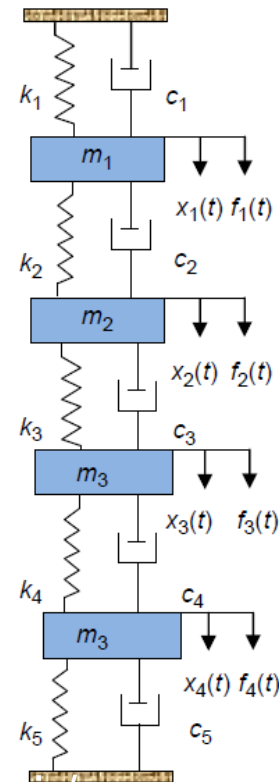 k₁ c₁
m₁
x₁(t) f₁(t)
k₂ c₂
m₂
x₂(t) f₂(t)
k₃ c₃
m₃
x₃(t) f₃(t)
k₄ c₄
m₃
x₄(t) f₄(t)
k₅ c₅